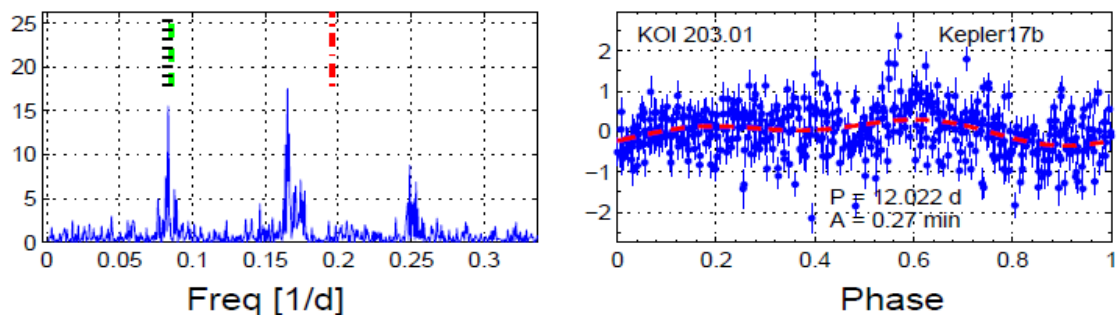 25
20
15
10
5
0
0 0.05 0.1 0.15 0.2 0.25 0.3
Freq [1/d]
KOI 203.01 Kepler17b
2
1
0
−1
−2
P = 12.022 d
A = 0.27 min
0 0.2 0.4 0.6 0.8 1
Phase